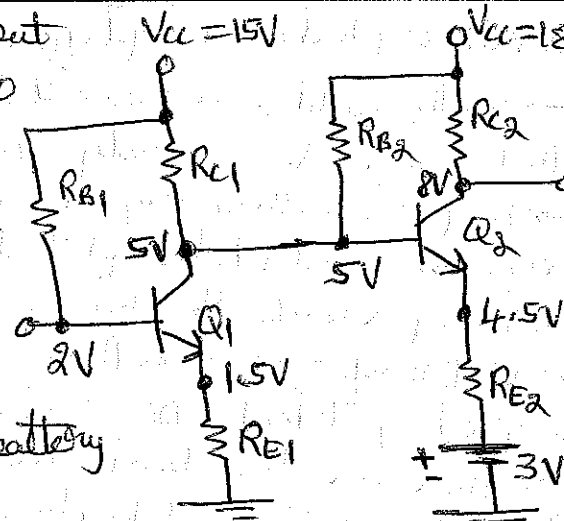 Vcc = 15V
RB1
RC1
5V
2V
Q1
1.5V
RE1
RB2
RC2
8V
5V
Q2
4.5V
RE2
+
-
3V
battery